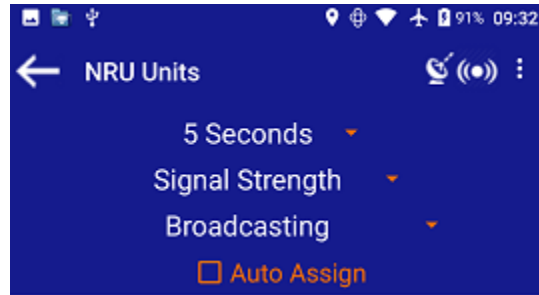 91% 09:32
NRU Units
5 Seconds
Signal Strength
Broadcasting
Auto Assign